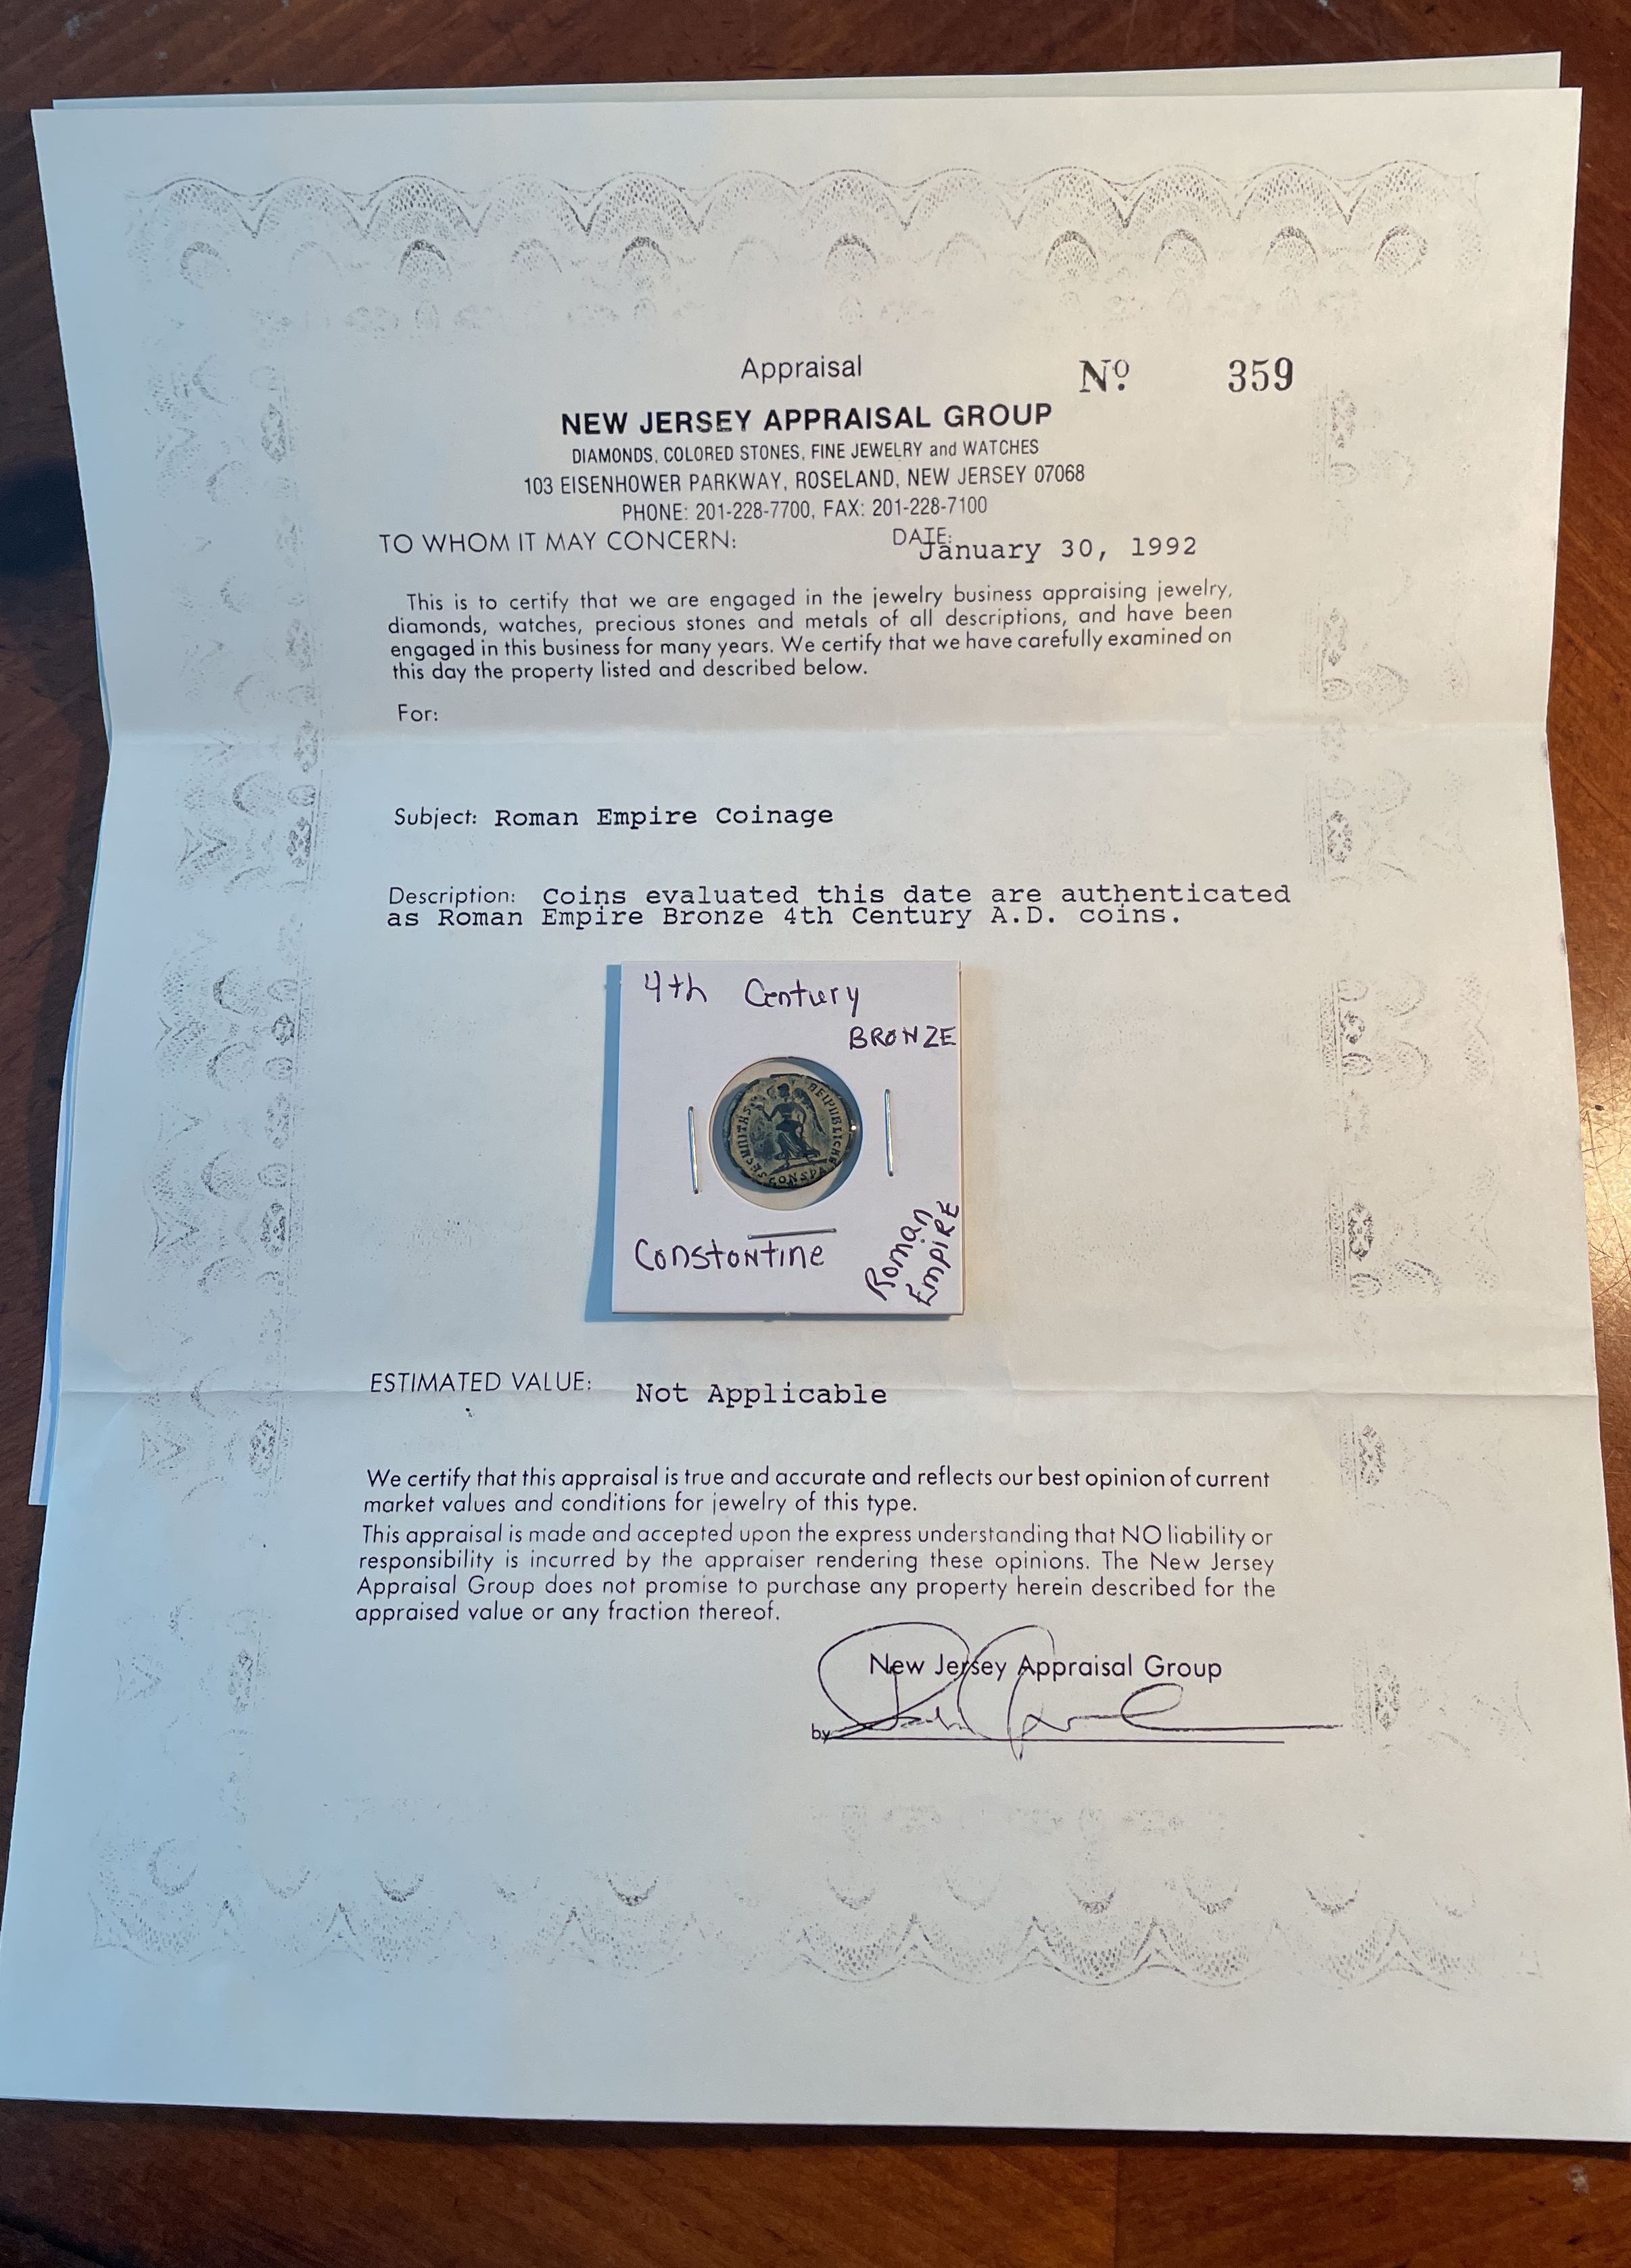 Appraisal
Nº. 359
NEW JERSEY APPRAISAL GROUP
DIAMONDS, COLORED STONES, FINE JEWELRY and WATCHES
103 EISENHOWER PARKWAY, ROSELAND, NEW JERSEY 07068
PHONE: 201-228-7700, FAX: 201-228-7100
TO WHOM IT MAY CONCERN: DATE: January 30, 1992
This is to certify that we are engaged in the jewelry business appraising jewelry,
diamonds, watches, precious stones and metals of all descriptions, and have been
engaged in this business for many years. We certify that we have carefully examined on
this day the property listed and described below.
For:
Subject: Roman Empire Coinage
Description: Coins evaluated this date are authenticated
as Roman Empire Bronze 4th Century A.D. coins.
4th Century
BRONZE
REIPUBLICAE
CONSPA
Constontine
Roman
EmpiRE
ESTIMATED VALUE: Not Applicable
We certify that this appraisal is true and accurate and reflects our best opinion of current
market values and conditions for jewelry of this type.
This appraisal is made and accepted upon the express understanding that NO liability or
responsibility is incurred by the appraiser rendering these opinions. The New Jersey
Appraisal Group does not promise to purchase any property herein described for the
appraised value or any fraction thereof.
New Jersey Appraisal Group
by